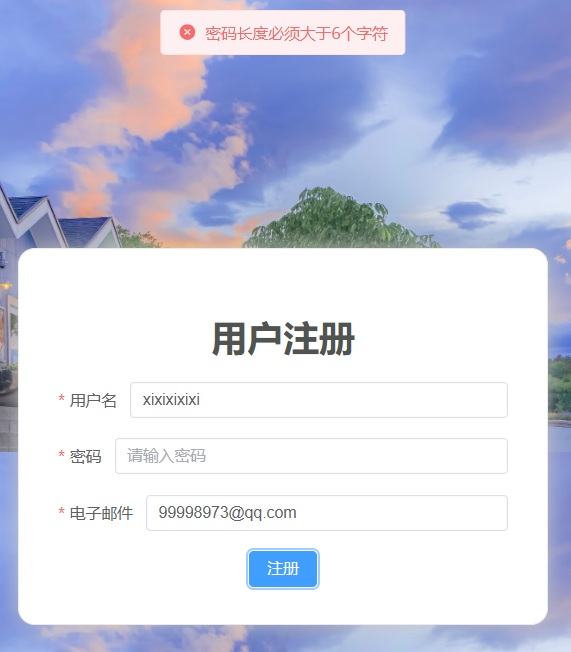 密码长度必须大于6个字符
用户注册
* 用户名 xixixixixi
* 密码 请输入密码
* 电子邮件 99998973@qq.com
注册